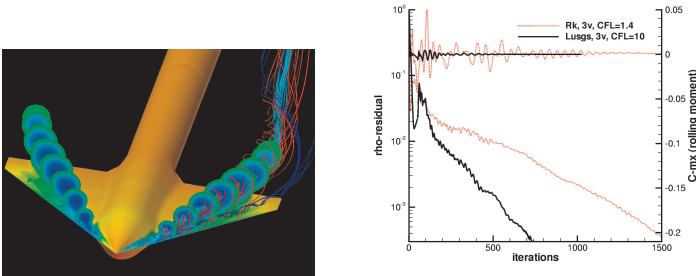 10⁰
10⁻¹
10⁻²
10⁻³
rho-residual
Rk, 3v, CFL=1.4
Lusgs, 3v, CFL=10
0.05
0
-0.05
-0.1
-0.15
-0.2
C-mx (rolling moment)
0 500 1000 1500
iterations